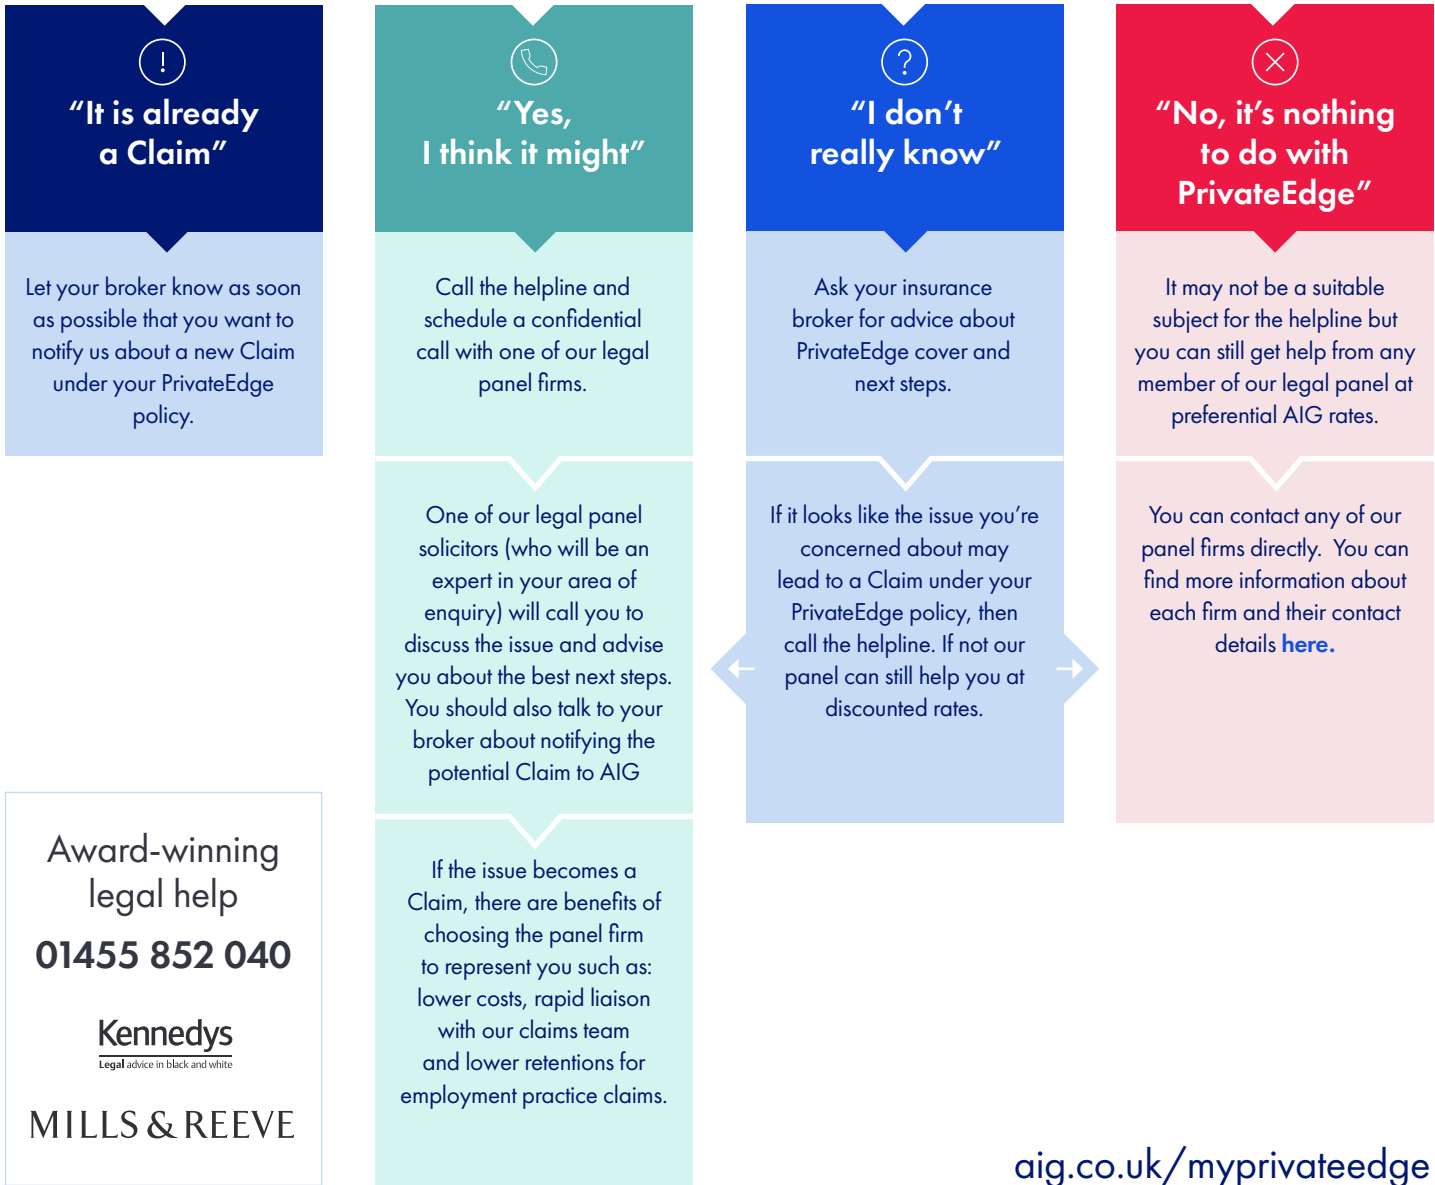 “It is already
a Claim”
Let your broker know as soon
as possible that you want to
notify us about a new Claim
under your PrivateEdge
policy.
“Yes,
I think it might”
Call the helpline and
schedule a confidential
call with one of our legal
panel firms.
One of our legal panel
solicitors (who will be an
expert in your area of
enquiry) will call you to
discuss the issue and advise
you about the best next steps.
You should also talk to your
broker about notifying the
potential Claim to AIG
If the issue becomes a
Claim, there are benefits of
choosing the panel firm
to represent you such as:
lower costs, rapid liaison
with our claims team
and lower retentions for
employment practice claims.
“I don’t
really know”
Ask your insurance
broker for advice about
PrivateEdge cover and
next steps.
If it looks like the issue you’re
concerned about may
lead to a Claim under your
PrivateEdge policy, then
call the helpline. If not our
panel can still help you at
discounted rates.
“No, it’s nothing
to do with
PrivateEdge”
It may not be a suitable
subject for the helpline but
you can still get help from any
member of our legal panel at
preferential AIG rates.
You can contact any of our
panel firms directly.  You can
find more information about
each firm and their contact
details here.
Award-winning
legal help
01455 852 040
Kennedys
Legal advice in black and white
MILLS & REEVE
aig.co.uk/myprivateedge